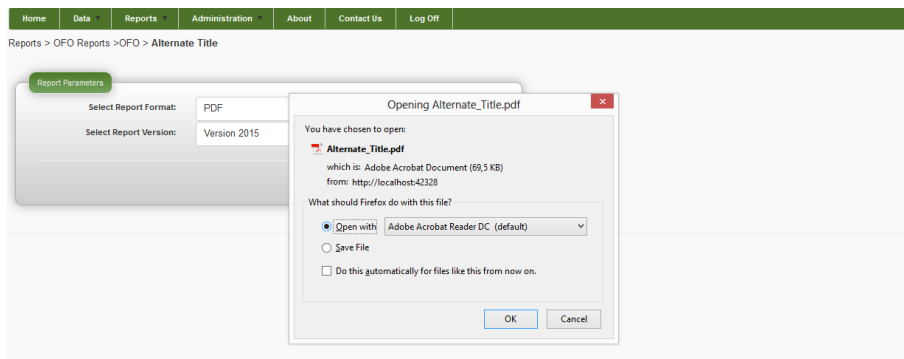 Home Data Reports Administration About Contact Us Log Off
Reports > OFO Reports >OFO > Alternate Title
Report Parameters
Select Report Format: PDF
Select Report Version: Version 2015
Opening Alternate_Title.pdf
You have chosen to open:
Alternate_Title.pdf
which is: Adobe Acrobat Document (69,5 KB)
from: http://localhost:42328
What should Firefox do with this file?
Open with Adobe Acrobat Reader DC (default)
Save File
Do this automatically for files like this from now on.
OK Cancel